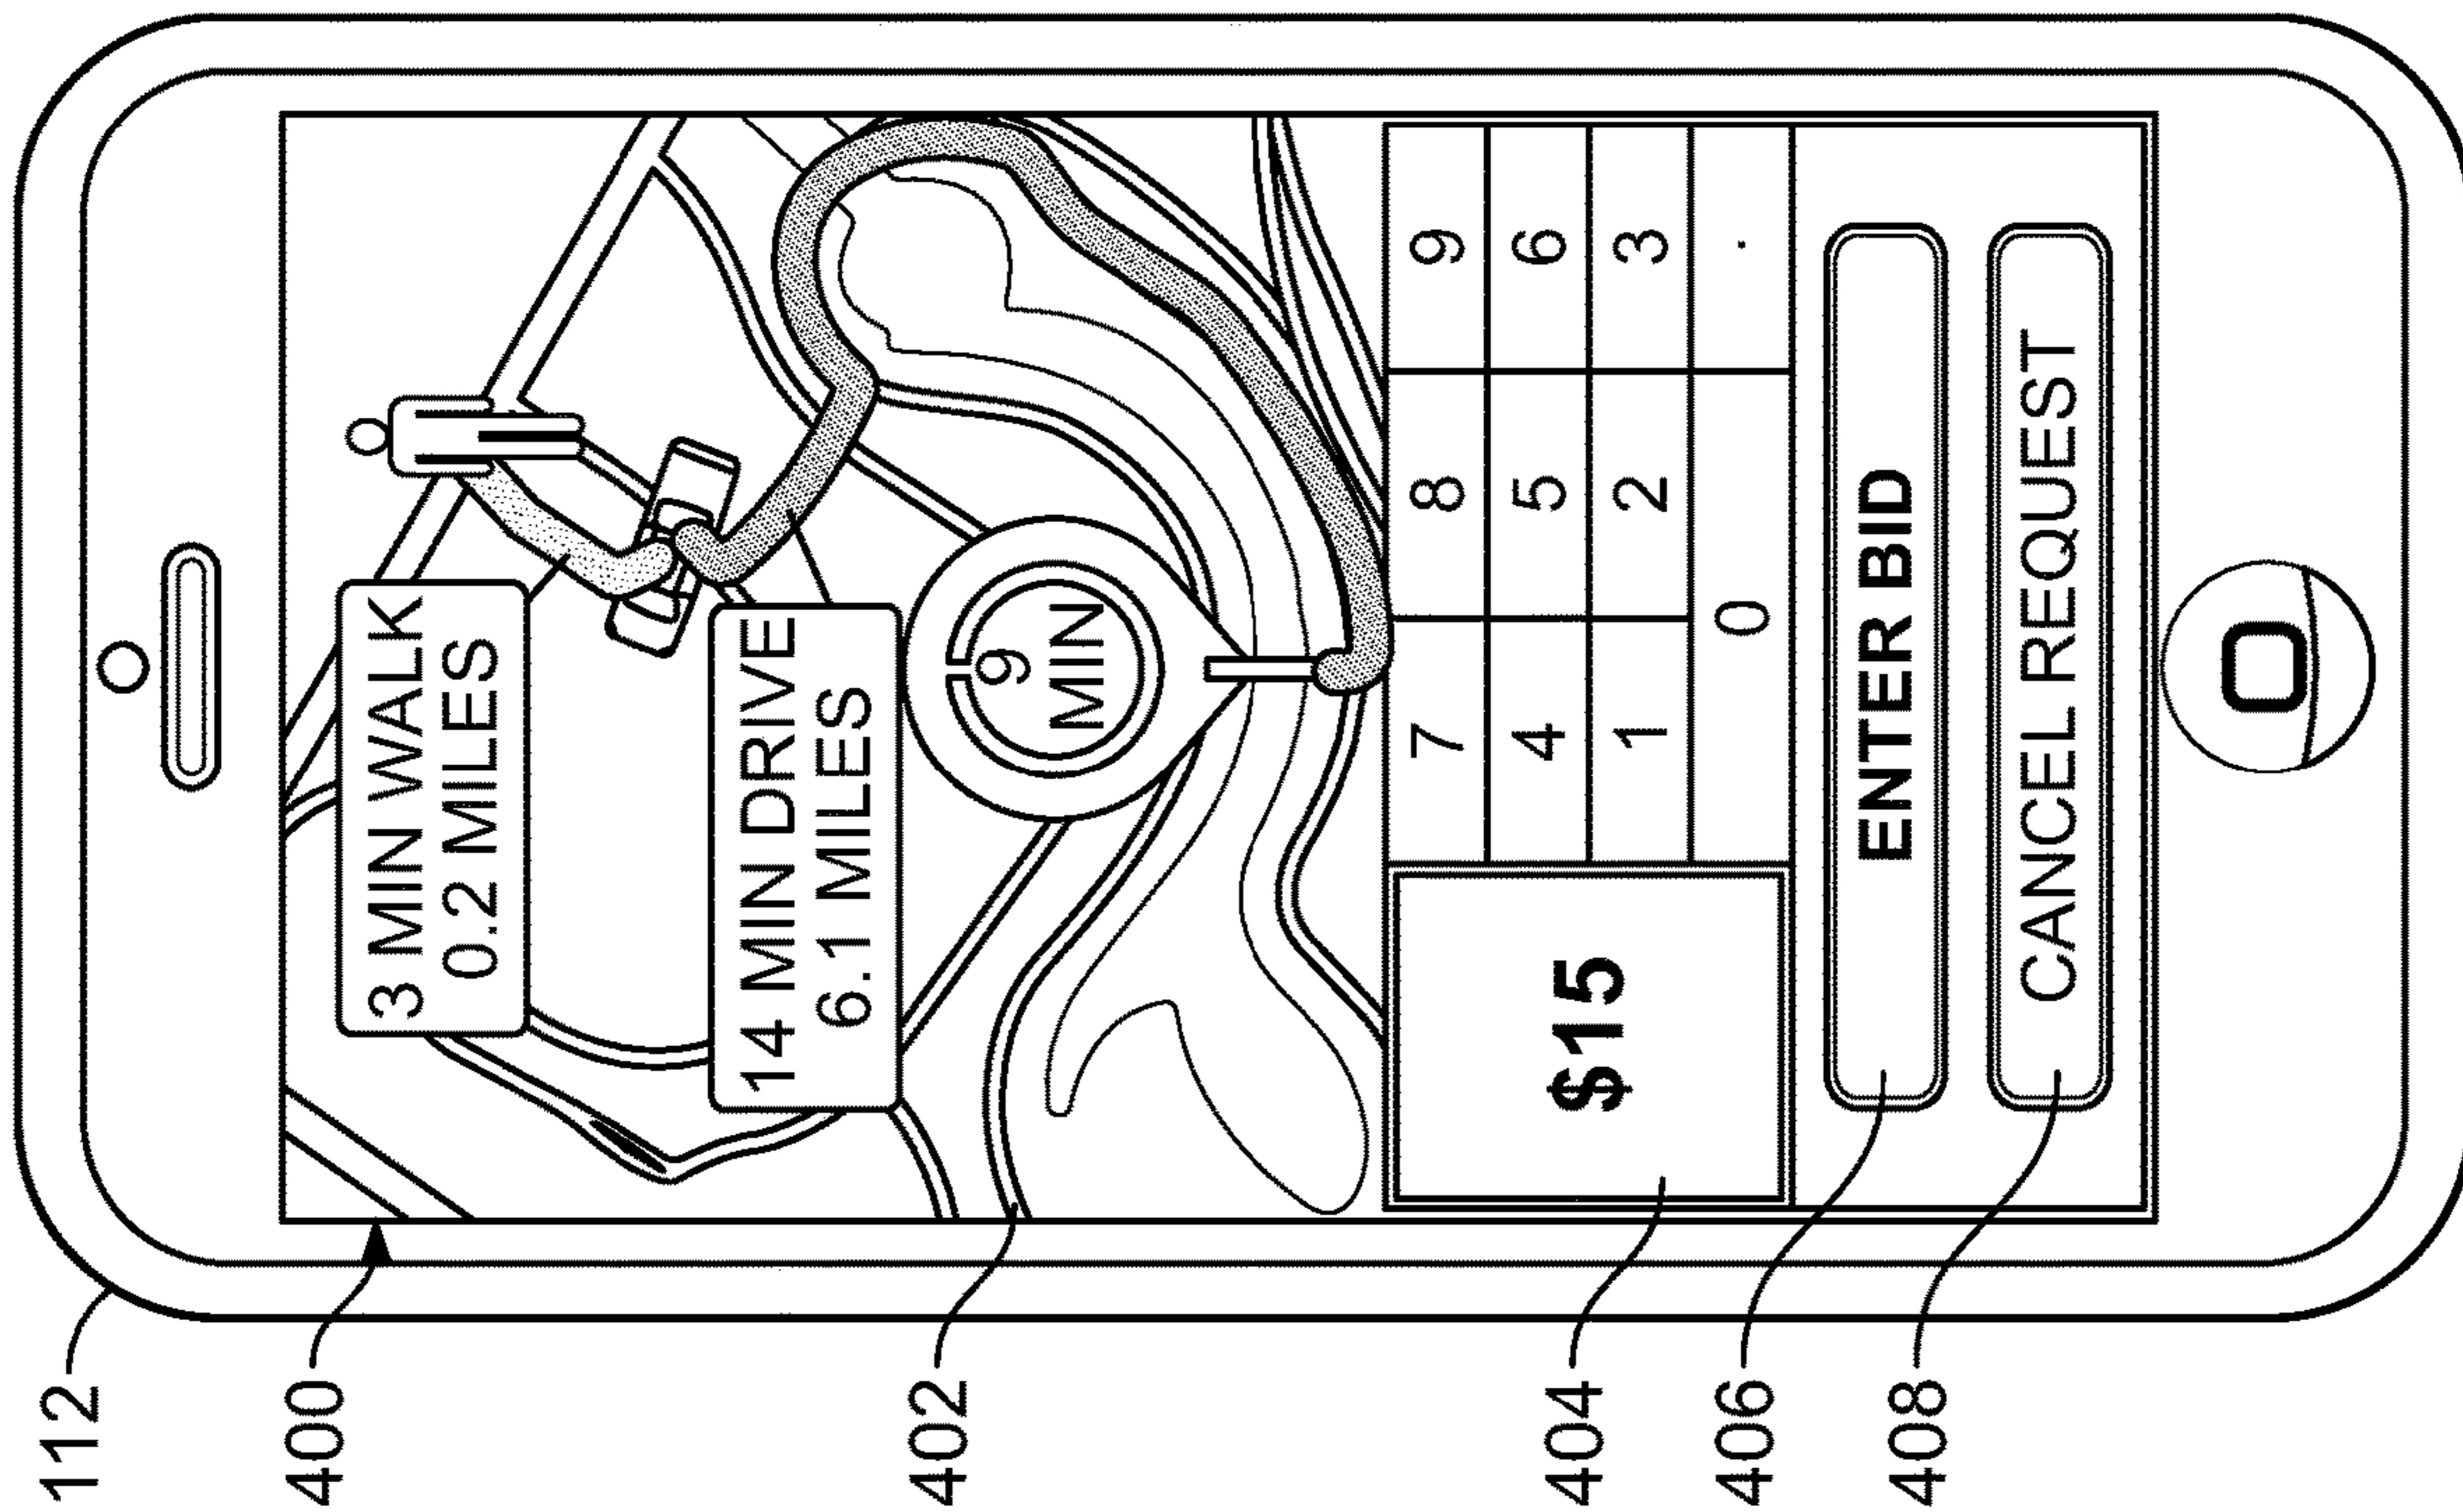 112
400
3 MIN WALK
0.2 MILES
14 MIN DRIVE
6.1 MILES
402
9
MIN
$15
7 8 9
4 5 6
1 2 3
0 .
404
ENTER BID
406
CANCEL REQUEST
408